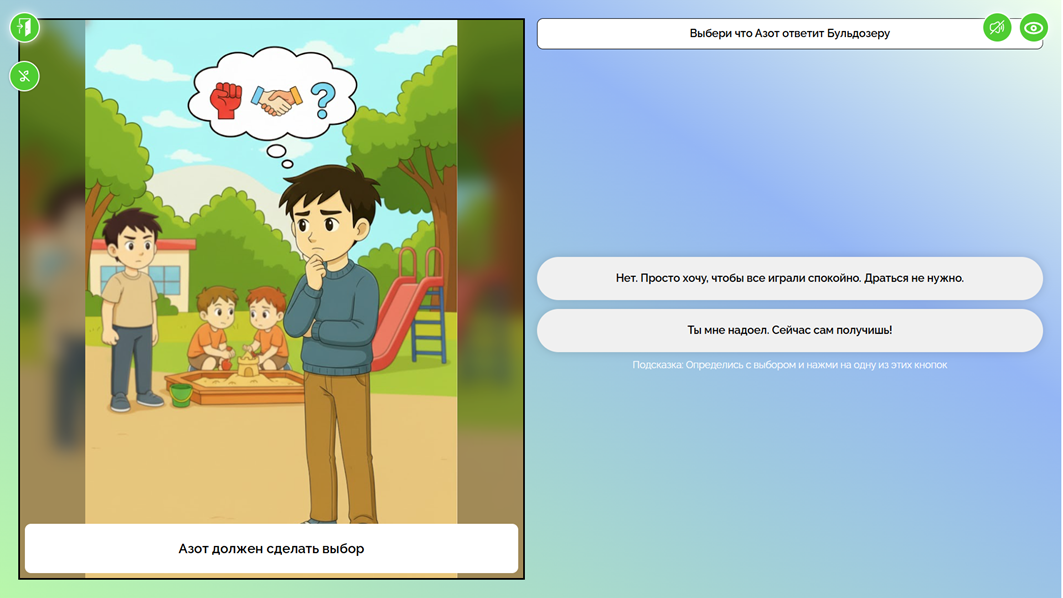 Выбери что Азот ответит Бульдозеру
?
Нет. Просто хочу, чтобы все играли спокойно. Драться не нужно.
Ты мне надоел. Сейчас сам получишь!
Подсказка: Определись с выбором и нажми на одну из этих кнопок
Азот должен сделать выбор